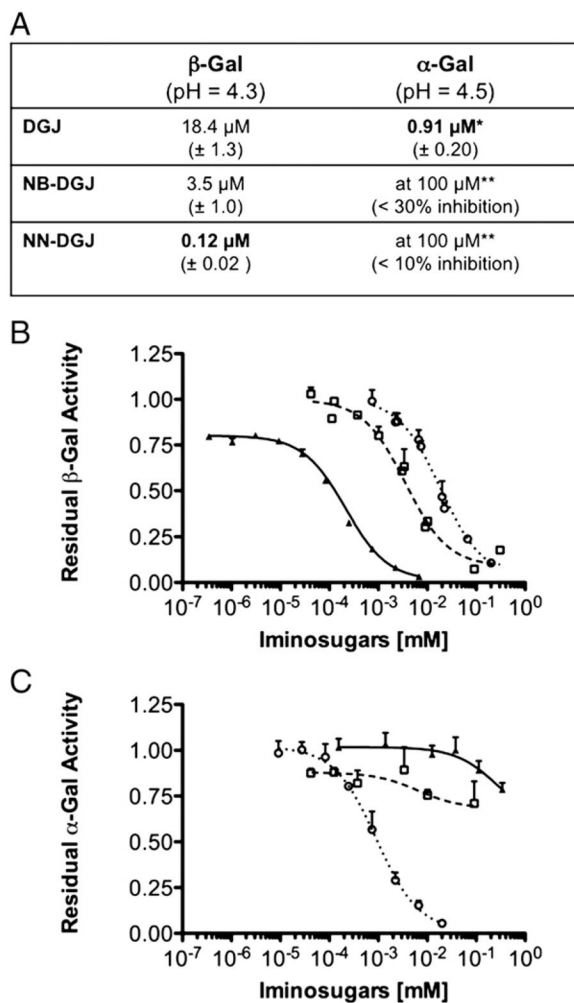 A
β-Gal α-Gal
(pH = 4.3) (pH = 4.5)
DGJ 18.4 µM 0.91 µM*
(± 1.3) (± 0.20)
NB-DGJ 3.5 µM at 100 µM**
(± 1.0) (< 30% inhibition)
NN-DGJ 0.12 µM at 100 µM**
(± 0.02 ) (< 10% inhibition)
B
Residual β-Gal Activity
1.25
1.00
0.75
0.50
0.25
0.00
10-7 10-6 10-5 10-4 10-3 10-2 10-1 100
Iminosugars [mM]
C
Residual α-Gal Activity
1.25
1.00
0.75
0.50
0.25
0.00
10-7 10-6 10-5 10-4 10-3 10-2 10-1 100
Iminosugars [mM]